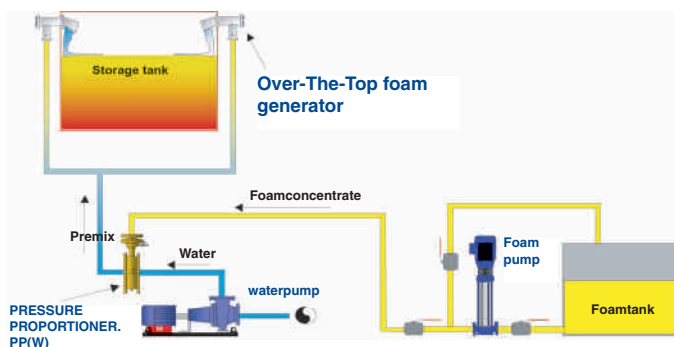 Storage tank
Over-The-Top foam
generator
Foamconcentrate
Premix
Water
Foam
pump
waterpump
Foamtank
PRESSURE
PROPORTIONER.
PP(W)